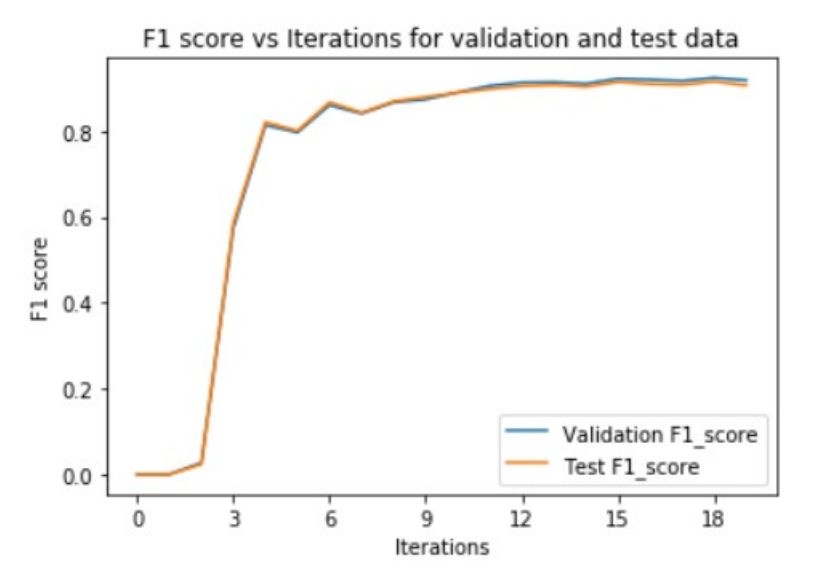 F1 score vs Iterations for validation and test data
F1 score
0.8
0.6
0.4
0.2
0.0
Validation F1_score
Test F1_score
0 3 6 9 12 15 18
Iterations